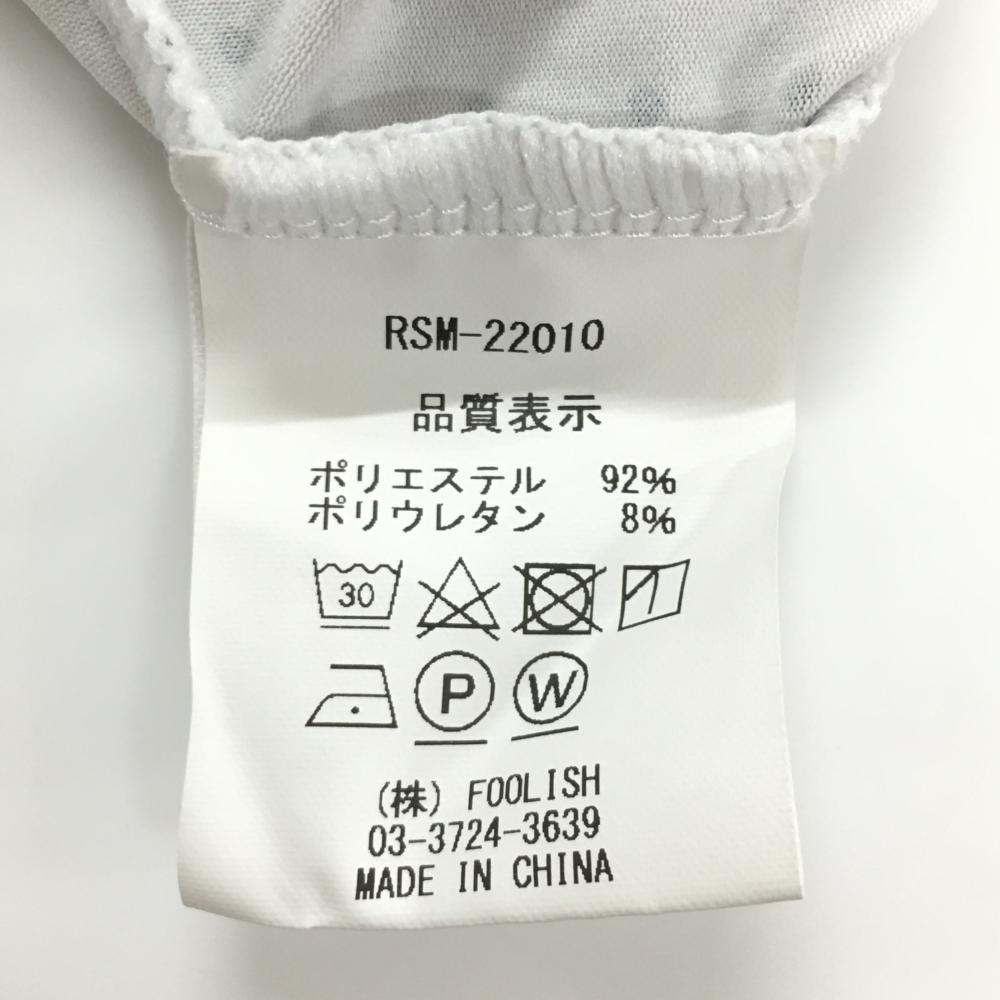 RSM-22010
品質表示
ポリエステル 92%
ポリウレタン 8%
30
P W
(株) FOOLISH
03-3724-3639
MADE IN CHINA